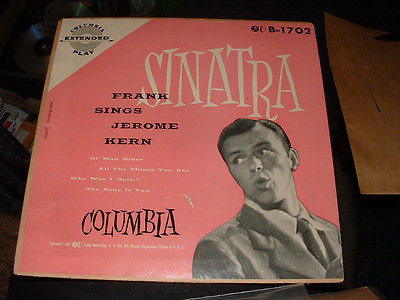 COLUMBIA
EXTENDED
PLAY
B-1702
SINATRA
FRANK
SINGS
JEROME
KERN
Ol' Man River
All The Things You Are
Why Was I Born?
The Song Is You
COLUMBIA